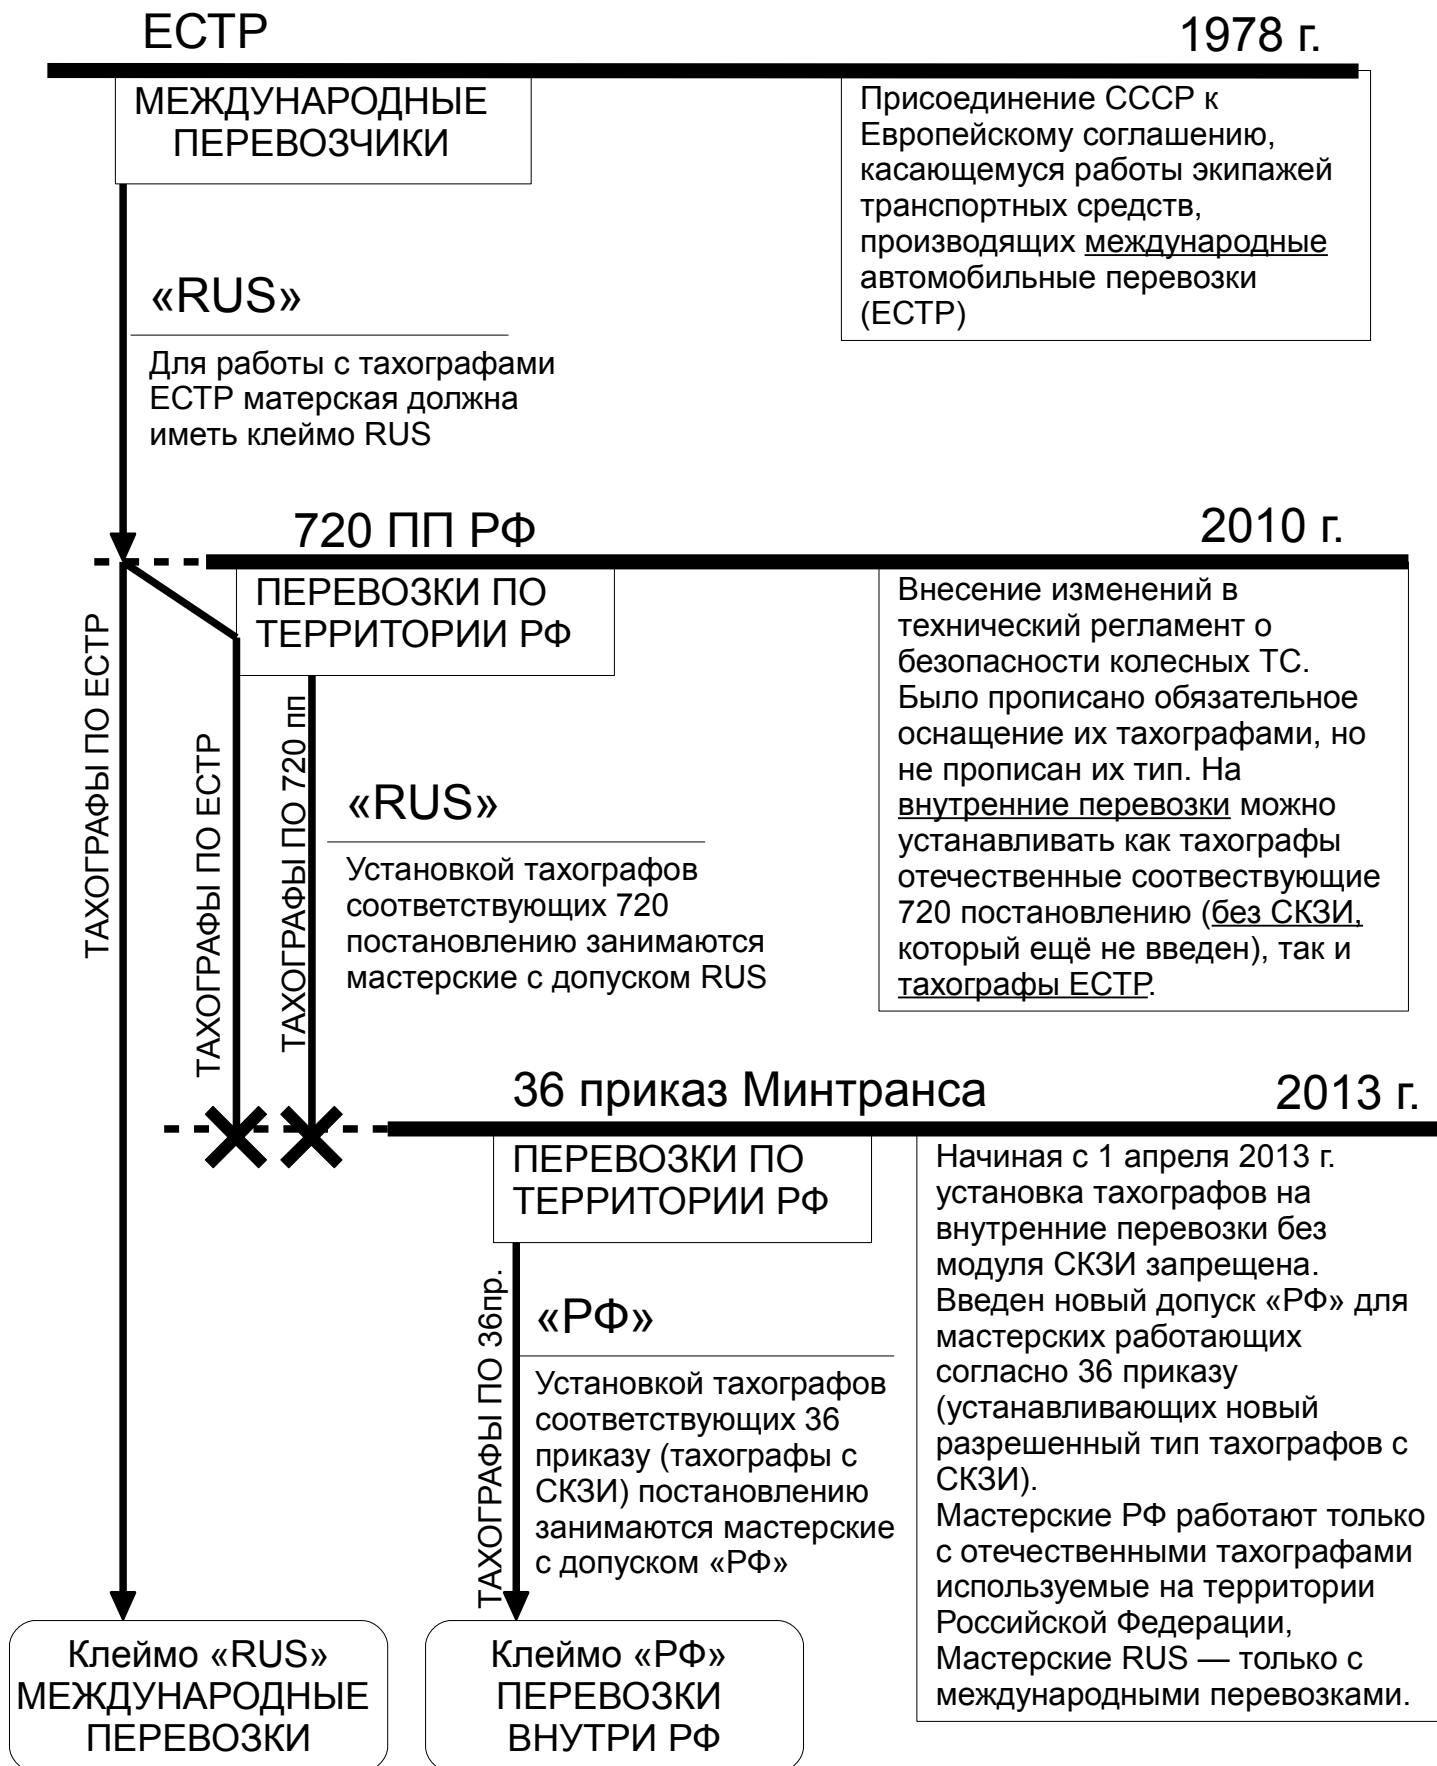 ЕСТР
1978 г.
МЕЖДУНАРОДНЫЕ
ПЕРЕВОЗЧИКИ
Присоединение СССР к
Европейскому соглашению,
касающемуся работы экипажей
транспортных средств,
производящих международные
автомобильные перевозки
(ЕСТР)
«RUS»
Для работы с тахографами
ЕСТР матерская должна
иметь клеймо RUS
720 ПП РФ
2010 г.
ПЕРЕВОЗКИ ПО
ТЕРРИТОРИИ РФ
Внесение изменений в
технический регламент о
безопасности колесных ТС.
Было прописано обязательное
оснащение их тахографами, но
не прописан их тип. На
внутренние перевозки можно
устанавливать как тахографы
отечественные соотвествующие
720 постановлению (без СКЗИ,
который ещё не введен), так и
тахографы ЕСТР.
ТАХОГРАФЫ ПО ЕСТР
ТАХОГРАФЫ ПО ЕСТР
ТАХОГРАФЫ ПО 720 пп
«RUS»
Установкой тахографов
соответствующих 720
постановлению занимаются
мастерские с допуском RUS
36 приказ Минтранса
2013 г.
ПЕРЕВОЗКИ ПО
ТЕРРИТОРИИ РФ
Начиная с 1 апреля 2013 г.
установка тахографов на
внутренние перевозки без
модуля СКЗИ запрещена.
Введен новый допуск «РФ» для
мастерских работающих
согласно 36 приказу
(устанавливающих новый
разрешенный тип тахографов с
СКЗИ).
Мастерские РФ работают только
с отечественными тахографами
используемые на территории
Российской Федерации,
Мастерские RUS — только с
международными перевозками.
ТАХОГРАФЫ ПО 36пр.
«РФ»
Установкой тахографов
соответствующих 36
приказу (тахографы с
СКЗИ) постановлению
занимаются мастерские
с допуском «РФ»
Клеймо «RUS»
МЕЖДУНАРОДНЫЕ
ПЕРЕВОЗКИ
Клеймо «РФ»
ПЕРЕВОЗКИ
ВНУТРИ РФ